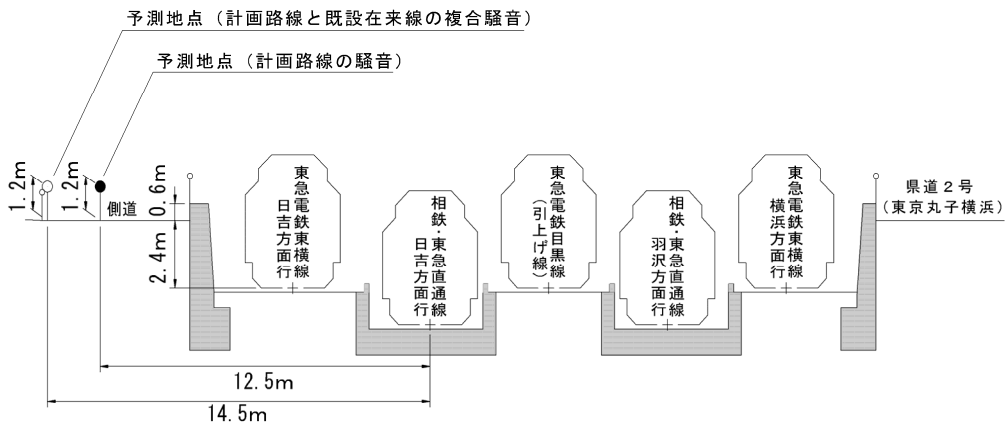 予測地点（計画路線と既設在来線の複合騒音）
予測地点（計画路線の騒音）
1.2m
1.2m
側道
0.6m
2.4m
東急電鉄東横線
日吉方面行
相鉄・東急直通線
日吉方面行
東急電鉄目黒線
（引上げ線）
相鉄・東急直通線
羽沢方面行
東急電鉄東横線
横浜方面行
県道２号
（東京丸子横浜）
12.5m
14.5m